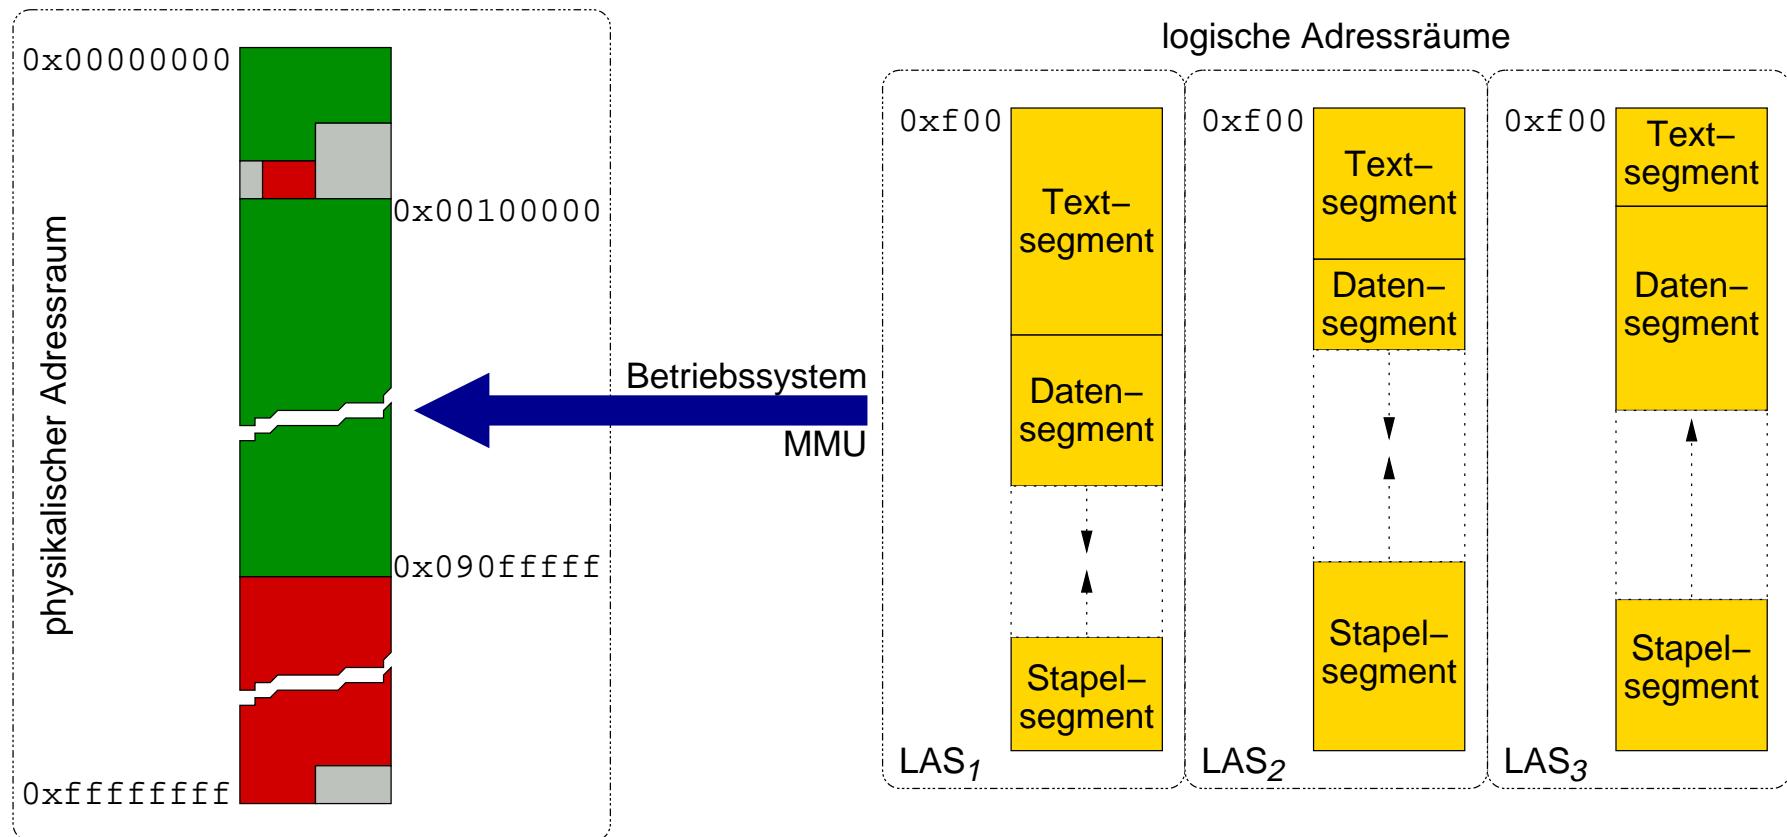 logische Adressräume
0x00000000
0x00100000
0x090fffff
0xffffffff
physikalischer Adressraum
Betriebssystem
MMU
0xf00
Text–
segment
Daten–
segment
Stapel–
segment
LAS1
0xf00
Text–
segment
Daten–
segment
Stapel–
segment
LAS2
0xf00
Text–
segment
Daten–
segment
Stapel–
segment
LAS3